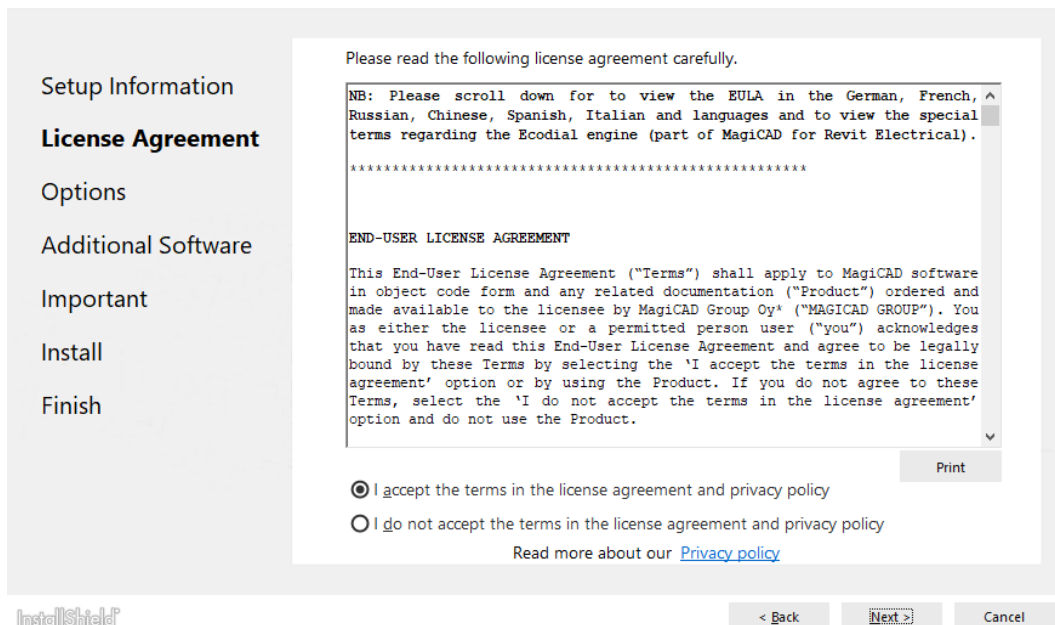 Setup Information
License Agreement
Options
Additional Software
Important
Install
Finish
Please read the following license agreement carefully.
NB: Please scroll down for to view the EULA in the German, French,
Russian, Chinese, Spanish, Italian and languages and to view the special
terms regarding the Ecodial engine (part of MagiCAD for Revit Electrical).
******************************************************
END-USER LICENSE AGREEMENT
This End-User License Agreement (“Terms”) shall apply to MagiCAD software
in object code form and any related documentation (“Product”) ordered and
made available to the licensee by MagiCAD Group Oy* (“MAGICAD GROUP”). You
as either the licensee or a permitted person user (“you”) acknowledges
that you have read this End-User License Agreement and agree to be legally
bound by these Terms by selecting the ‘I accept the terms in the license
agreement’ option or by using the Product. If you do not agree to these
Terms, select the ‘I do not accept the terms in the license agreement’
option and do not use the Product.
Print
I accept the terms in the license agreement and privacy policy
I do not accept the terms in the license agreement and privacy policy
Read more about our Privacy policy
InstallShield
< Back
Next >
Cancel